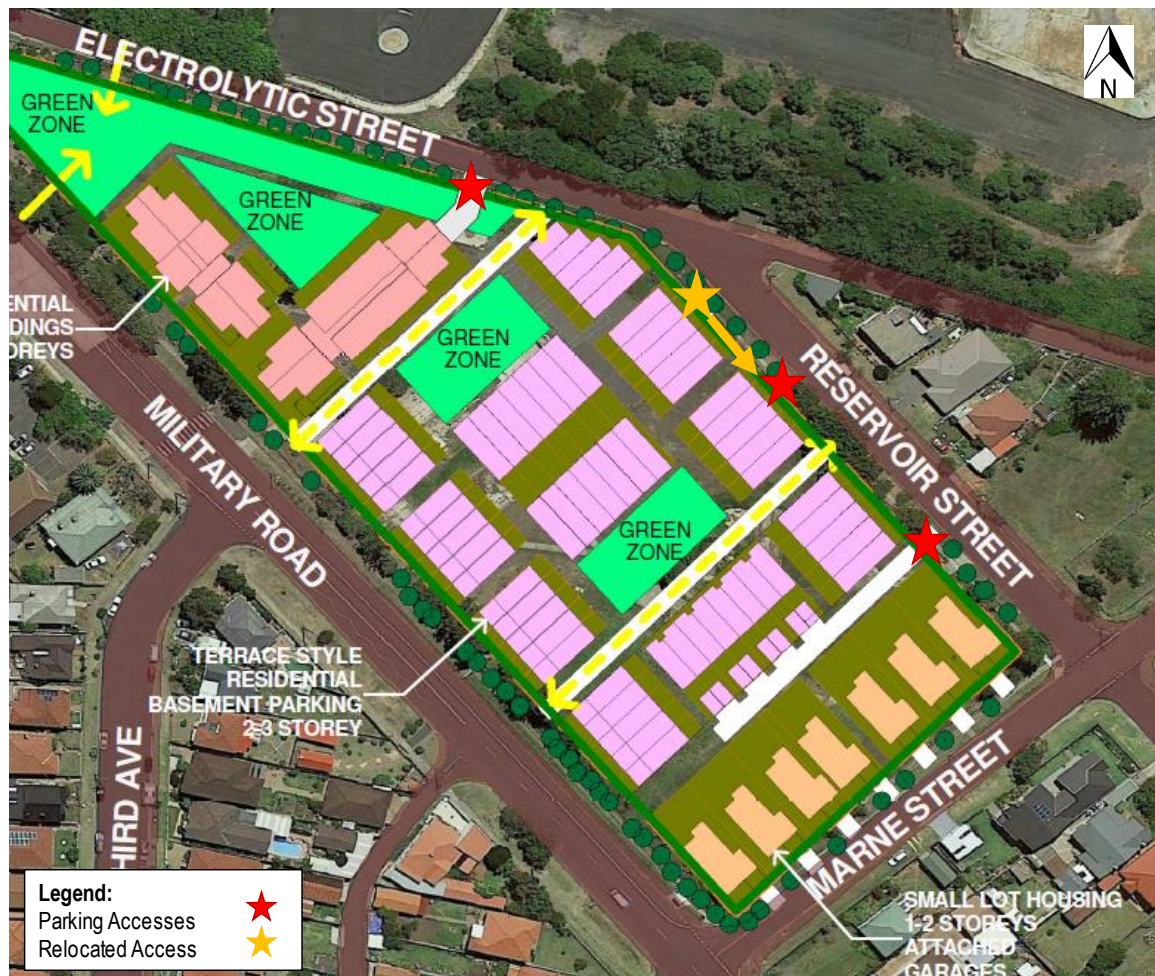 ELECTROLYTIC STREET
N
GREEN
ZONE
GREEN
ZONE
ENTIAL
DINGS
OREYS
GREEN
ZONE
RESERVOIR STREET
MILITARY ROAD
GREEN
ZONE
TERRACE STYLE
RESIDENTIAL
BASEMENT PARKING
2-3 STOREY
HIRD AVE
MARNE STREET
SMALL LOT HOUSING
1-2 STOREYS
ATTACHED
GARAGES
Legend:
Parking Accesses
Relocated Access